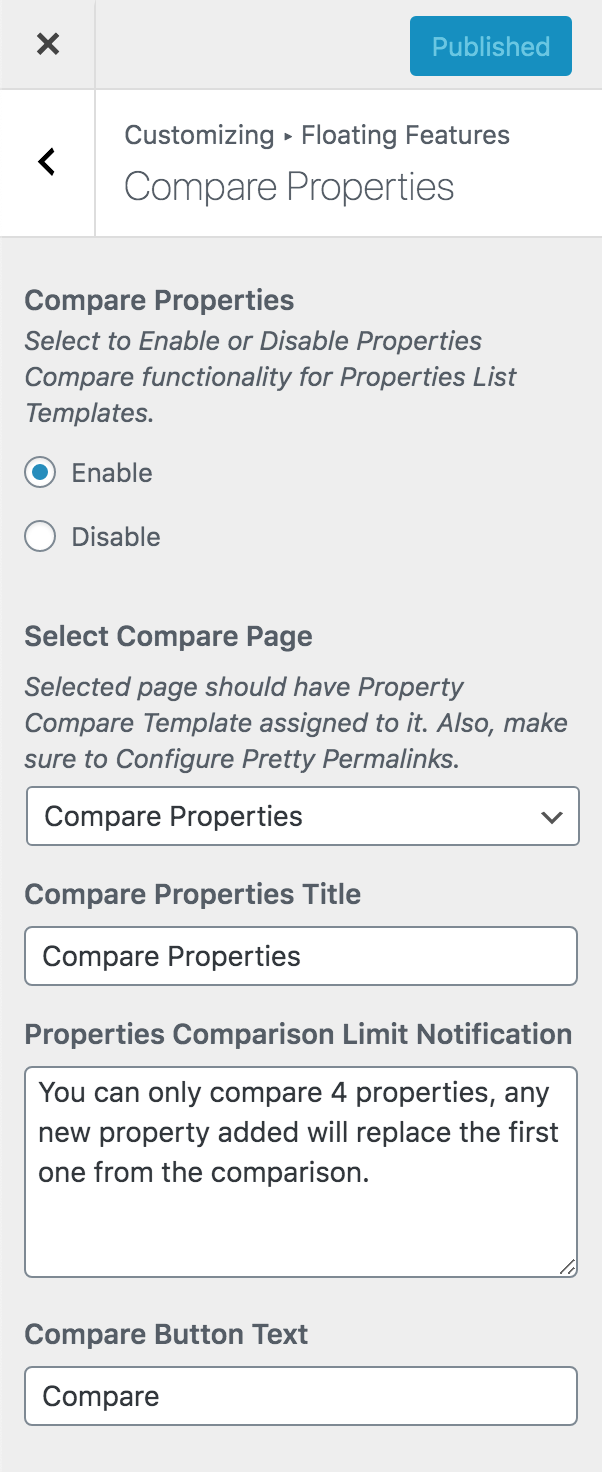 Published
Customizing ▸ Floating Features
Compare Properties
Compare Properties
Select to Enable or Disable Properties
Compare functionality for Properties List
Templates.
Enable
Disable
Select Compare Page
Selected page should have Property
Compare Template assigned to it. Also, make
sure to Configure Pretty Permalinks.
Compare Properties
Compare Properties Title
Compare Properties
Properties Comparison Limit Notification
You can only compare 4 properties, any
new property added will replace the first
one from the comparison.
Compare Button Text
Compare